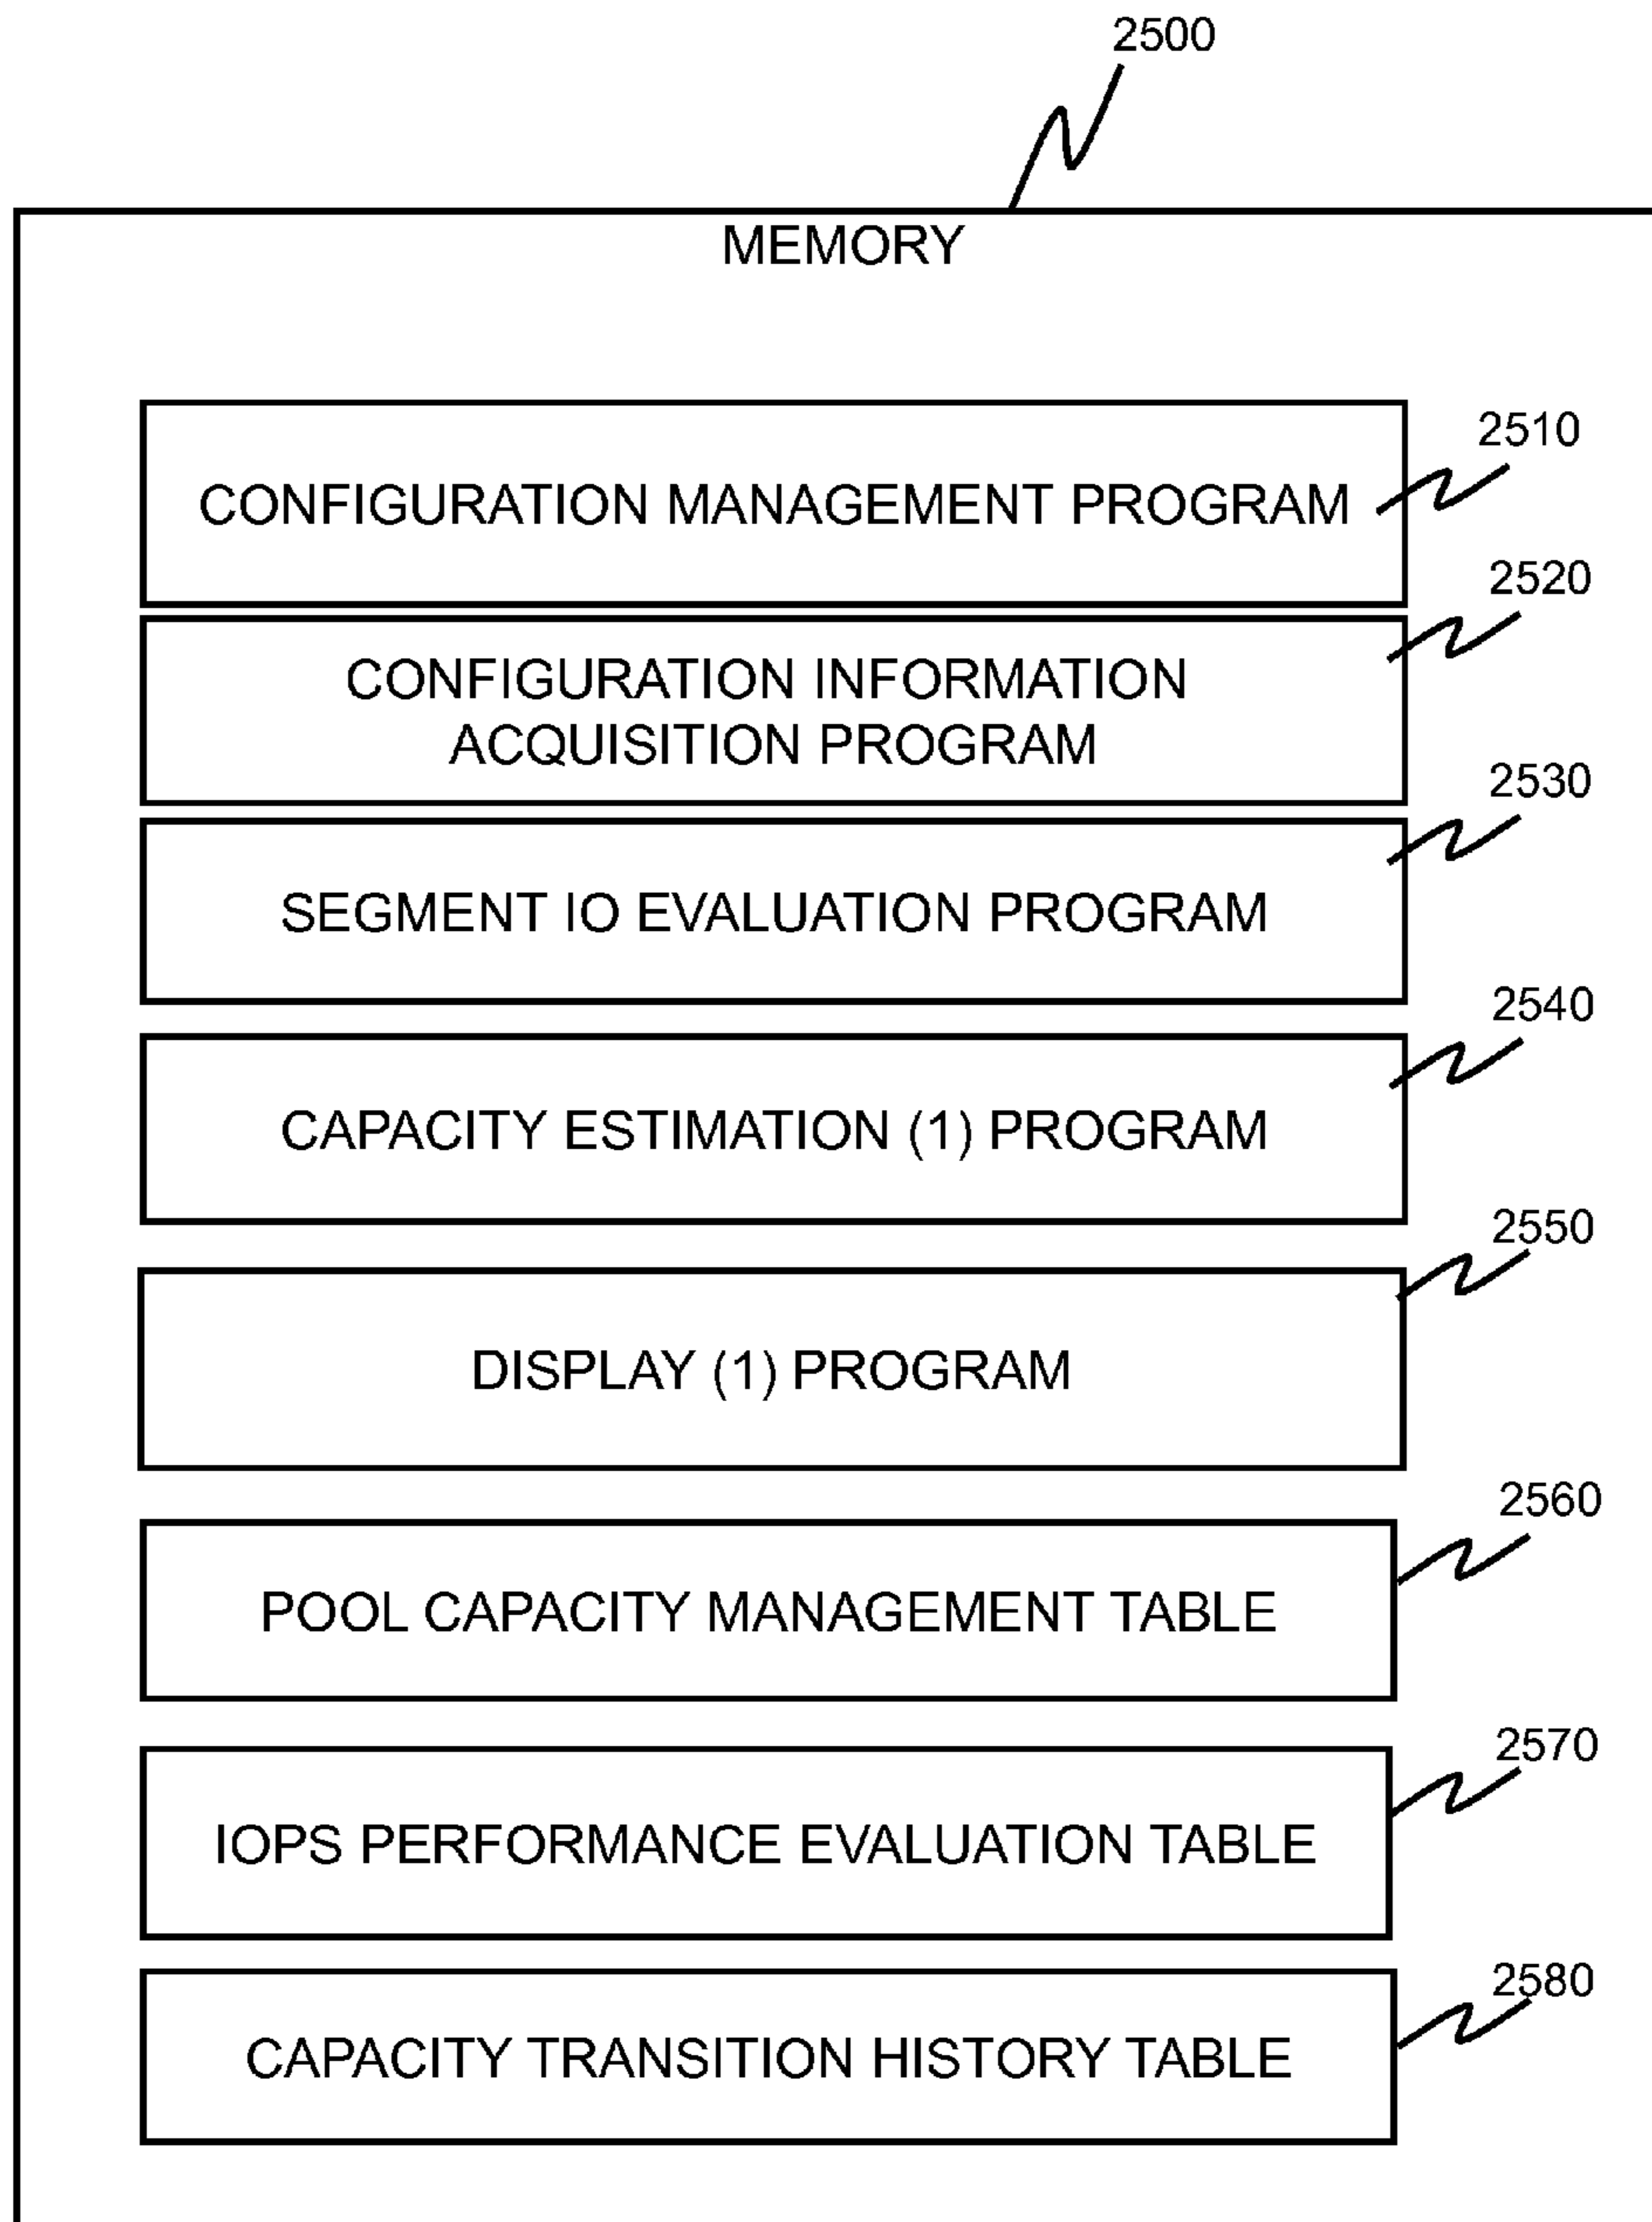 2500
MEMORY
2510
CONFIGURATION MANAGEMENT PROGRAM
2520
CONFIGURATION INFORMATION
ACQUISITION PROGRAM
2530
SEGMENT IO EVALUATION PROGRAM
2540
CAPACITY ESTIMATION (1) PROGRAM
2550
DISPLAY (1) PROGRAM
2560
POOL CAPACITY MANAGEMENT TABLE
2570
IOPS PERFORMANCE EVALUATION TABLE
2580
CAPACITY TRANSITION HISTORY TABLE